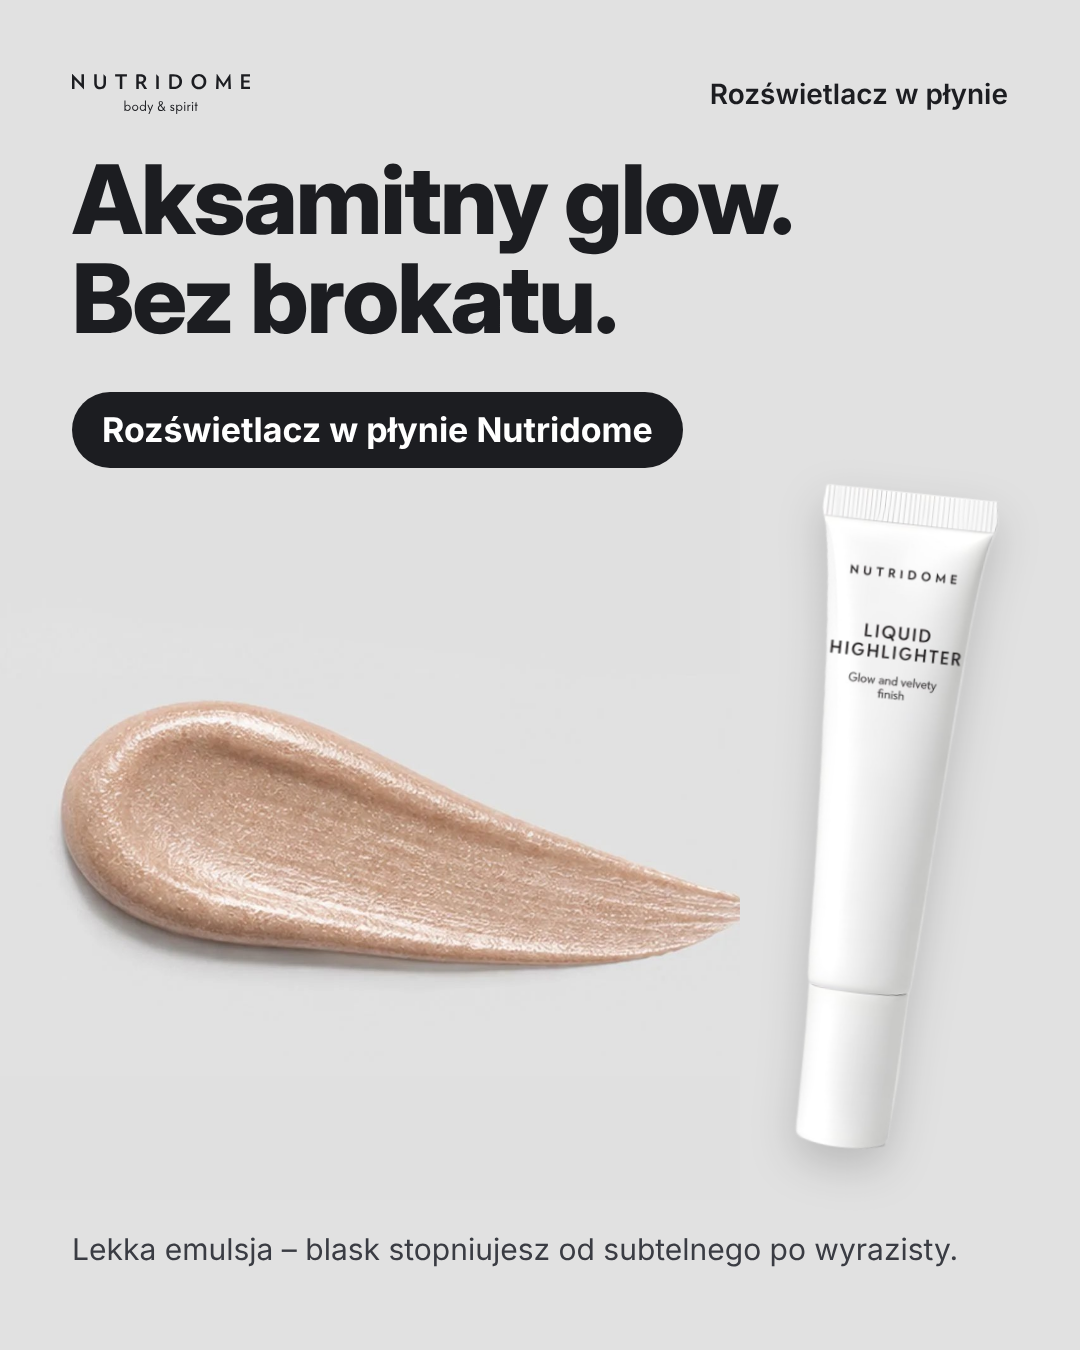 NUTRIDOME
body & spirit
Rozświetlacz w płynie
Aksamitny glow.
Bez brokatu.
Rozświetlacz w płynie Nutridome
NUTRIDOME
LIQUID
HIGHLIGHTER
Glow and velvety
finish
Lekka emulsja – blask stopniujesz od subtelnego po wyrazisty.